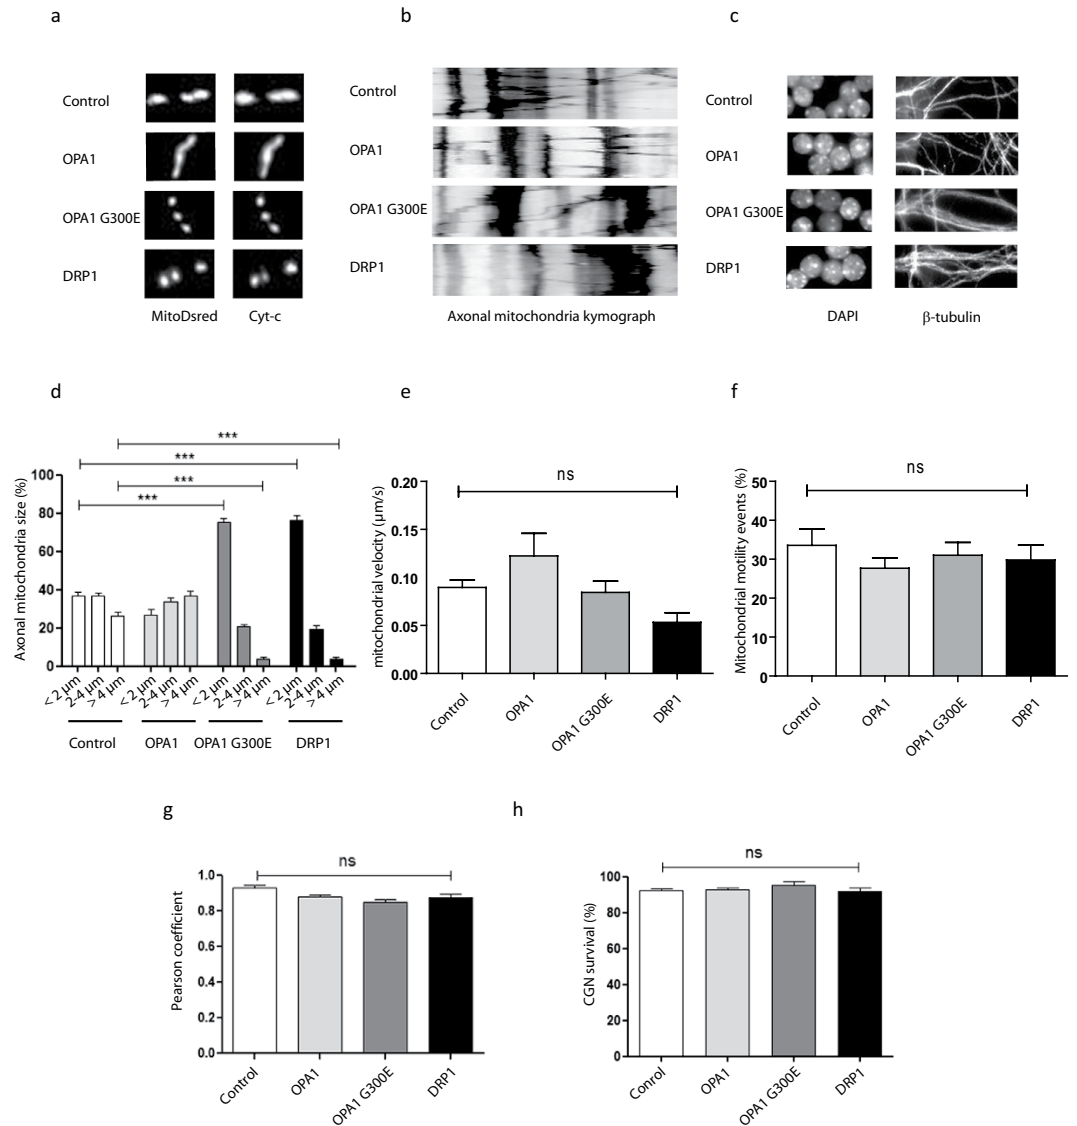 a
b
c
Control
OPA1
OPA1 G300E
DRP1
MitoDsred Cyt-c
Control
OPA1
OPA1 G300E
DRP1
Axonal mitochondria kymograph
Control
OPA1
OPA1 G300E
DRP1
DAPI β-tubulin
d
Axonal mitochondria size (%)
100
80
60
40
20
0
***
***
***
***
< 2 µm 2-4 µm > 4 µm < 2 µm 2-4 µm > 4 µm < 2 µm 2-4 µm > 4 µm < 2 µm 2-4 µm > 4 µm
Control OPA1 OPA1 G300E DRP1
e
mitochondrial velocity (µm/s)
0.20
0.15
0.10
0.05
0.00
ns
Control OPA1 OPA1 G300E DRP1
f
Mitochondrial motility events (%)
50
40
30
20
10
0
ns
Control OPA1 OPA1 G300E DRP1
g
Pearson coefficient
1.0
0.8
0.6
0.4
0.2
0.0
ns
Control OPA1 OPA1 G300E DRP1
h
CGN survival (%)
100
80
60
40
20
0
ns
Conrol OPA1 OPA1 G300E DRP1